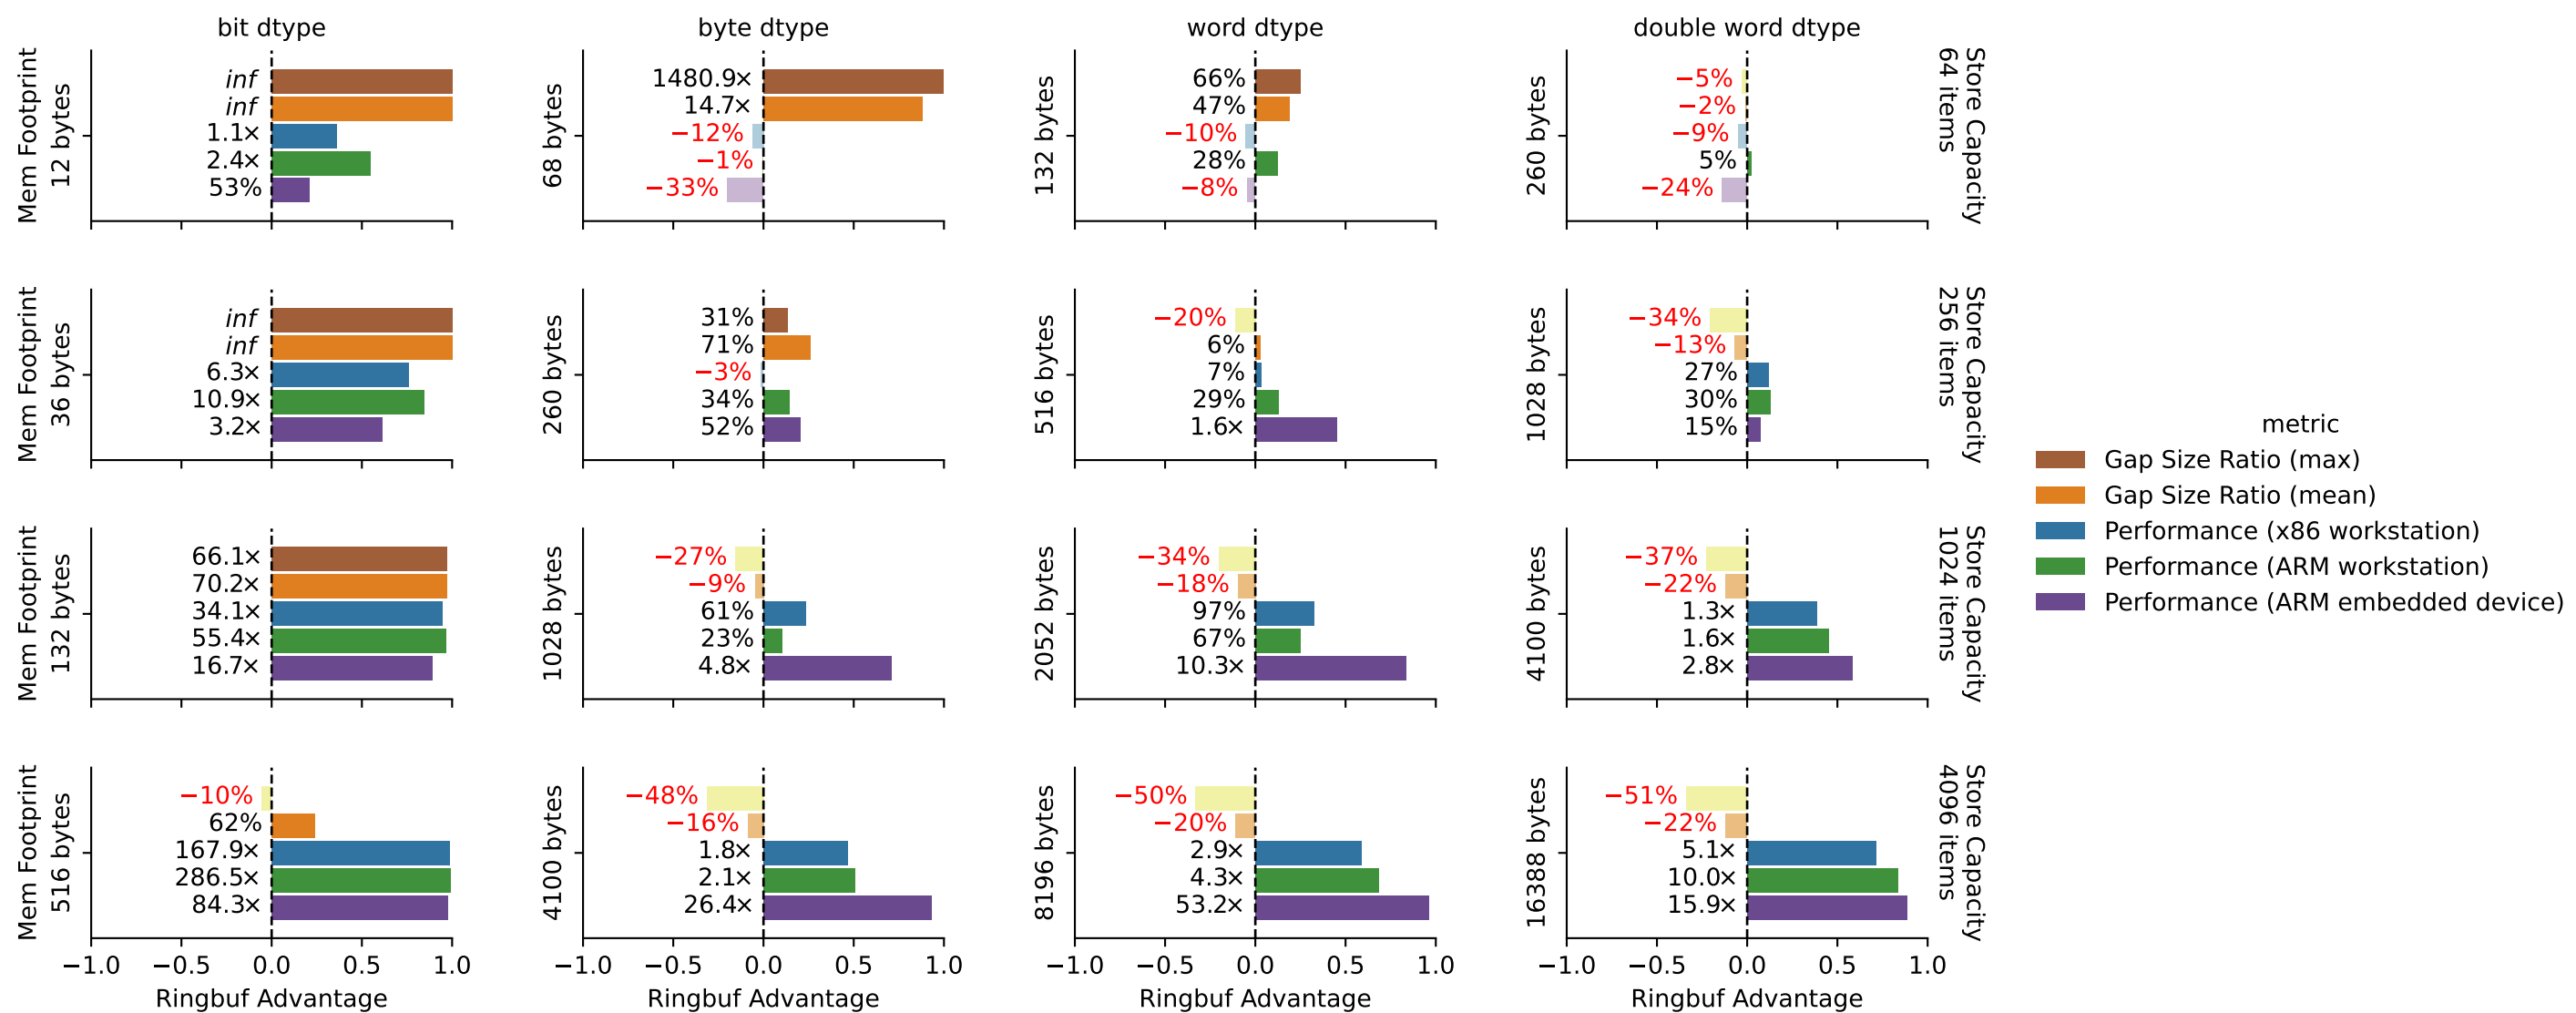 bit dtype
byte dtype
word dtype
double word dtype
Mem Footprint
12 bytes
inf
inf
1.1×
2.4×
53%
68 bytes
1480.9×
14.7×
−12%
−1%
−33%
132 bytes
66%
47%
−10%
28%
−8%
260 bytes
−5%
−2%
−9%
5%
−24%
Store Capacity
64 items
Mem Footprint
36 bytes
inf
inf
6.3×
10.9×
3.2×
260 bytes
31%
71%
−3%
34%
52%
516 bytes
−20%
6%
7%
29%
1.6×
1028 bytes
−34%
−13%
27%
30%
15%
Store Capacity
256 items
Mem Footprint
132 bytes
66.1×
70.2×
34.1×
55.4×
16.7×
1028 bytes
−27%
−9%
61%
23%
4.8×
2052 bytes
−34%
−18%
97%
67%
10.3×
4100 bytes
−37%
−22%
1.3×
1.6×
2.8×
Store Capacity
1024 items
Mem Footprint
516 bytes
−10%
62%
167.9×
286.5×
84.3×
4100 bytes
−48%
−16%
1.8×
2.1×
26.4×
8196 bytes
−50%
−20%
2.9×
4.3×
53.2×
16388 bytes
−51%
−22%
5.1×
10.0×
15.9×
Store Capacity
4096 items
−1.0 −0.5 0.0 0.5 1.0
−1.0 −0.5 0.0 0.5 1.0
−1.0 −0.5 0.0 0.5 1.0
−1.0 −0.5 0.0 0.5 1.0
Ringbuf Advantage
Ringbuf Advantage
Ringbuf Advantage
Ringbuf Advantage
metric
Gap Size Ratio (max)
Gap Size Ratio (mean)
Performance (x86 workstation)
Performance (ARM workstation)
Performance (ARM embedded device)